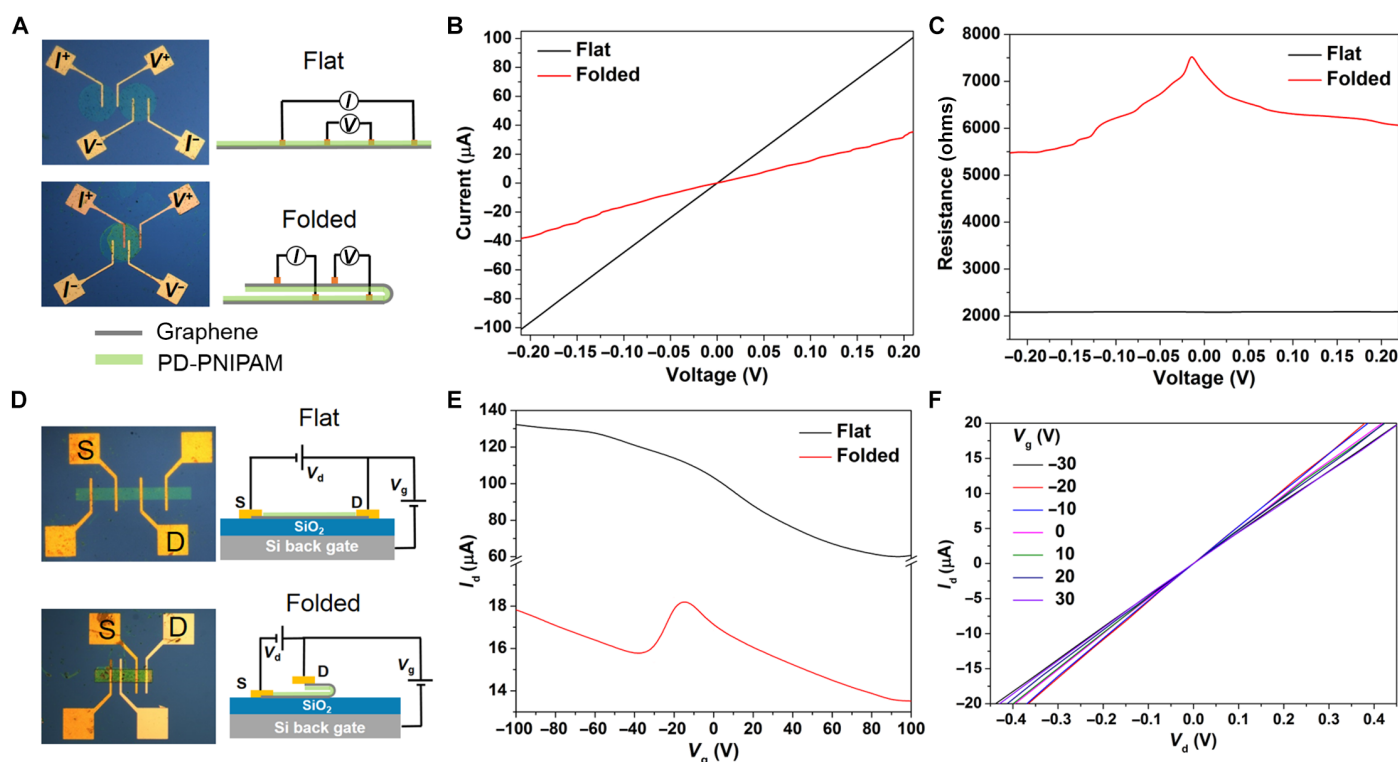 A
I⁺
V⁺
V⁻
I⁻
Flat
I
V
I⁺
V⁺
I⁻
V⁻
Folded
I
V
Graphene
PD-PNIPAM
B
Flat
Folded
100
80
60
40
20
0
−20
−40
−60
−80
−100
Current (µA)
−0.20 −0.15 −0.10 −0.05 0.00 0.05 0.10 0.15 0.20
Voltage (V)
C
Flat
Folded
8000
7000
6000
5000
4000
3000
2000
Resistance (ohms)
−0.20 −0.15 −0.10 −0.05 0.00 0.05 0.10 0.15 0.20
Voltage (V)
D
S
D
Flat
Vd
Vg
S
D
SiO₂
Si back gate
S
D
Folded
Vd
Vg
S
D
SiO₂
Si back gate
E
Flat
Folded
140
130
120
110
100
90
80
70
60
18
16
14
Id (µA)
−100 −80 −60 −40 −20 0 20 40 60 80 100
Vg (V)
F
Vg (V)
−30
−20
−10
0
10
20
30
20
15
10
5
0
−5
−10
−15
−20
Id (µA)
−0.4 −0.3 −0.2 −0.1 0.0 0.1 0.2 0.3 0.4
Vd (V)